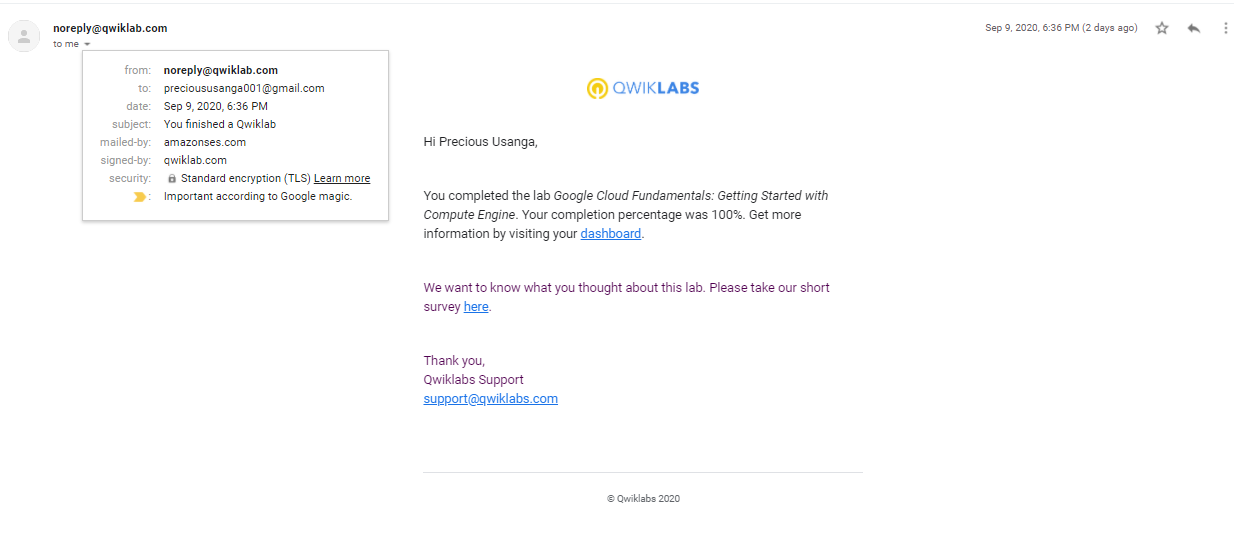 noreply@qwiklab.com
Sep 9, 2020, 6:36 PM (2 days ago)
to me
from: noreply@qwiklab.com
to: precioususanga001@gmail.com
date: Sep 9, 2020, 6:36 PM
subject: You finished a Qwiklab
mailed-by: amazonses.com
signed-by: qwiklab.com
security: Standard encryption (TLS) Learn more
: Important according to Google magic.
QWIKLABS
Hi Precious Usanga,
You completed the lab Google Cloud Fundamentals: Getting Started with
Compute Engine. Your completion percentage was 100%. Get more
information by visiting your dashboard.
We want to know what you thought about this lab. Please take our short
survey here.
Thank you,
Qwiklabs Support
support@qwiklabs.com
© Qwiklabs 2020